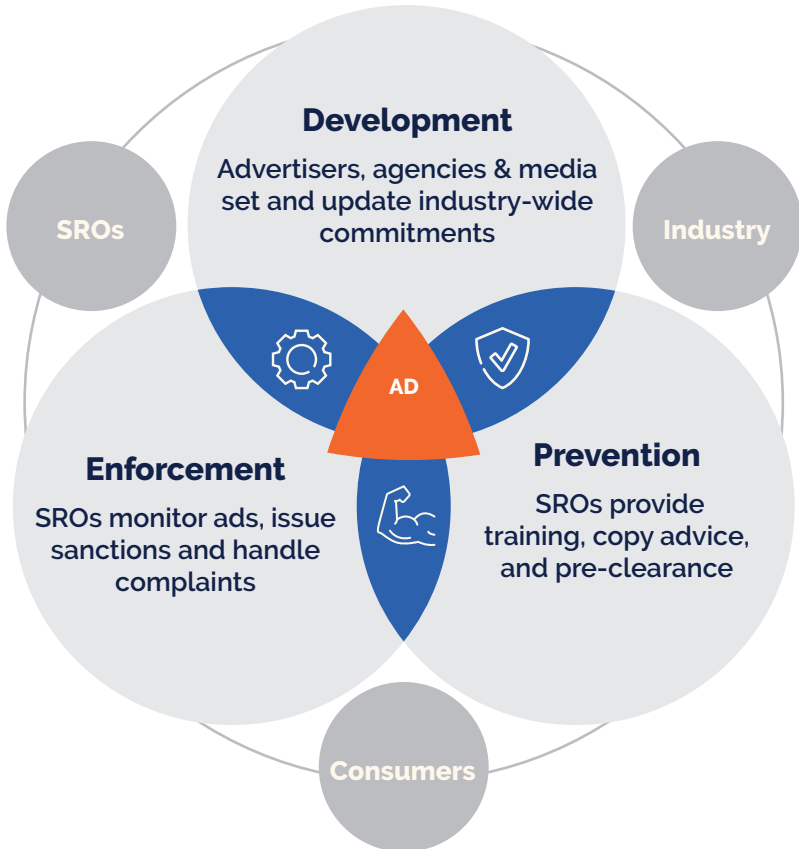 Development
Advertisers, agencies & media
set and update industry-wide
commitments
SROs
Industry
AD
Enforcement
SROs monitor ads, issue
sanctions and handle
complaints
Prevention
SROs provide
training, copy advice,
and pre-clearance
Consumers